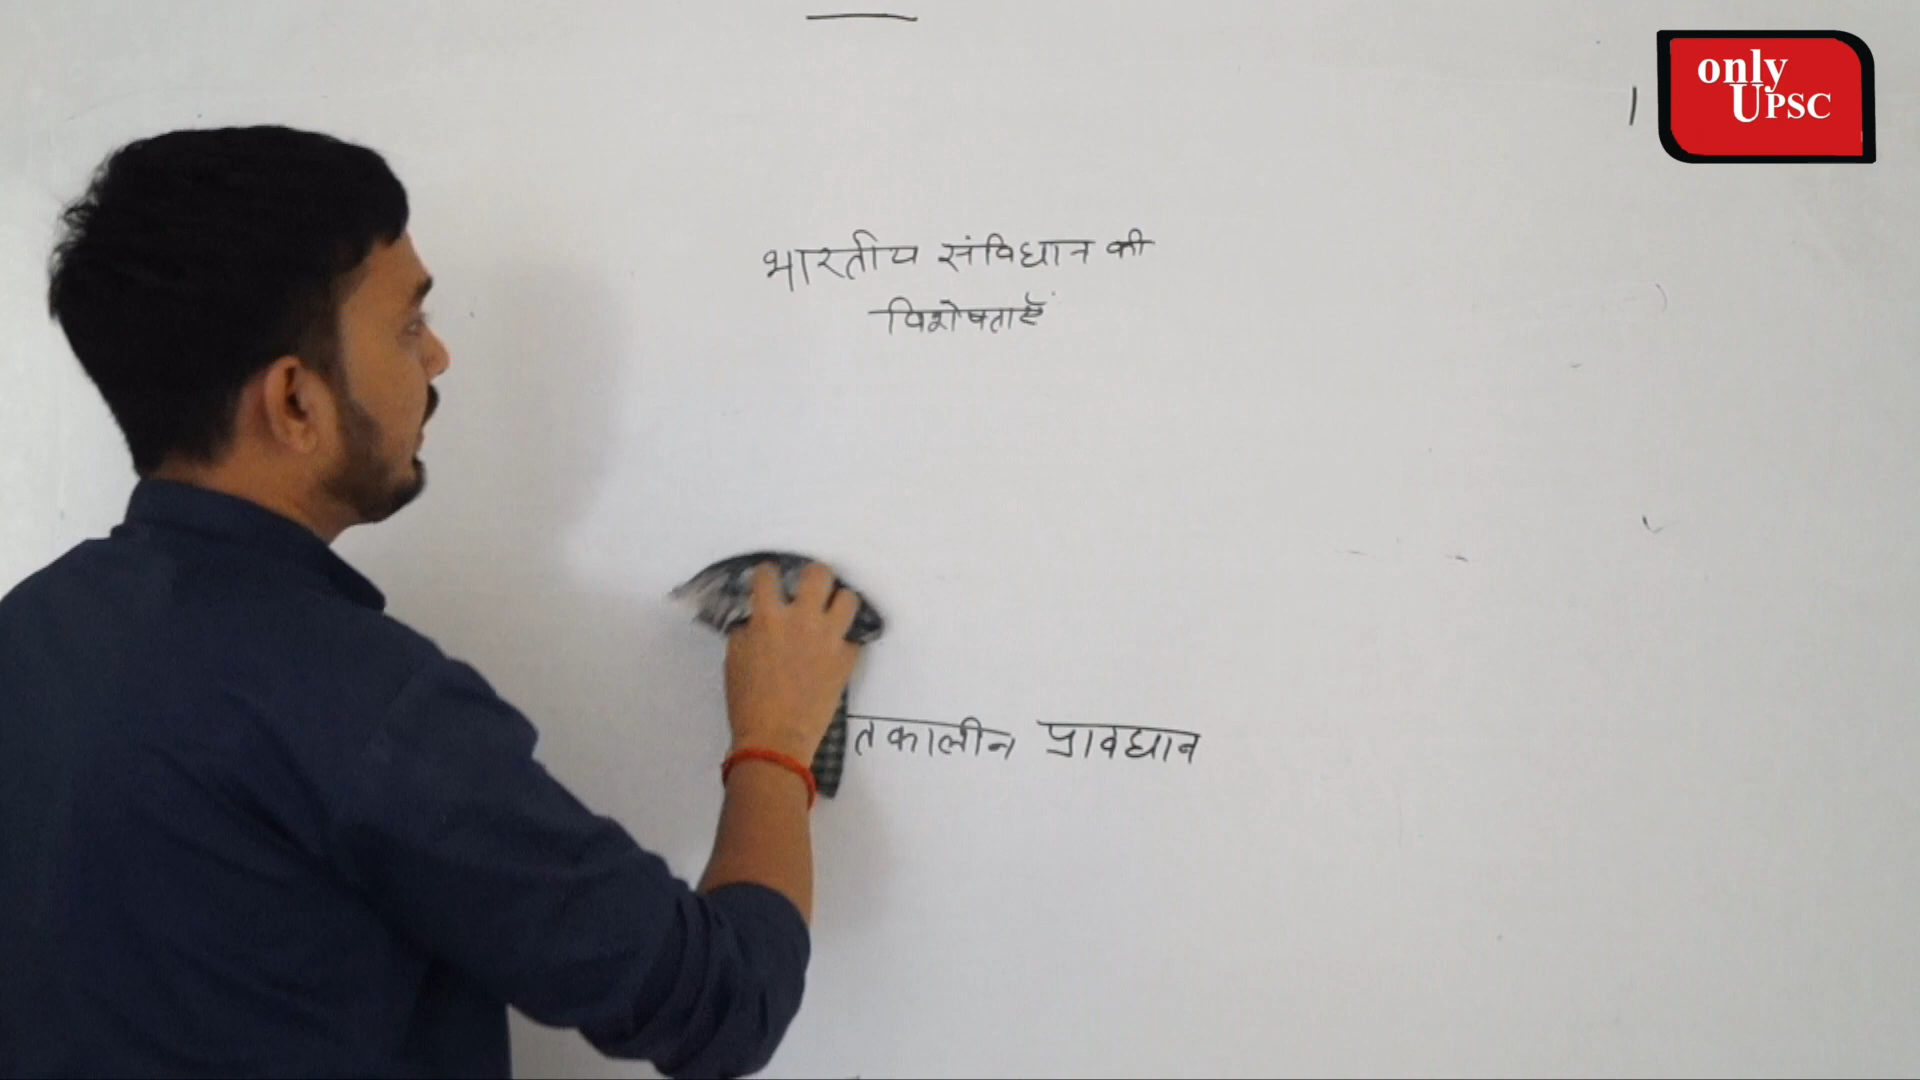 only
UPSC
भारतीय संविधान की
विशेषताएँ
तकालीन प्रावधान